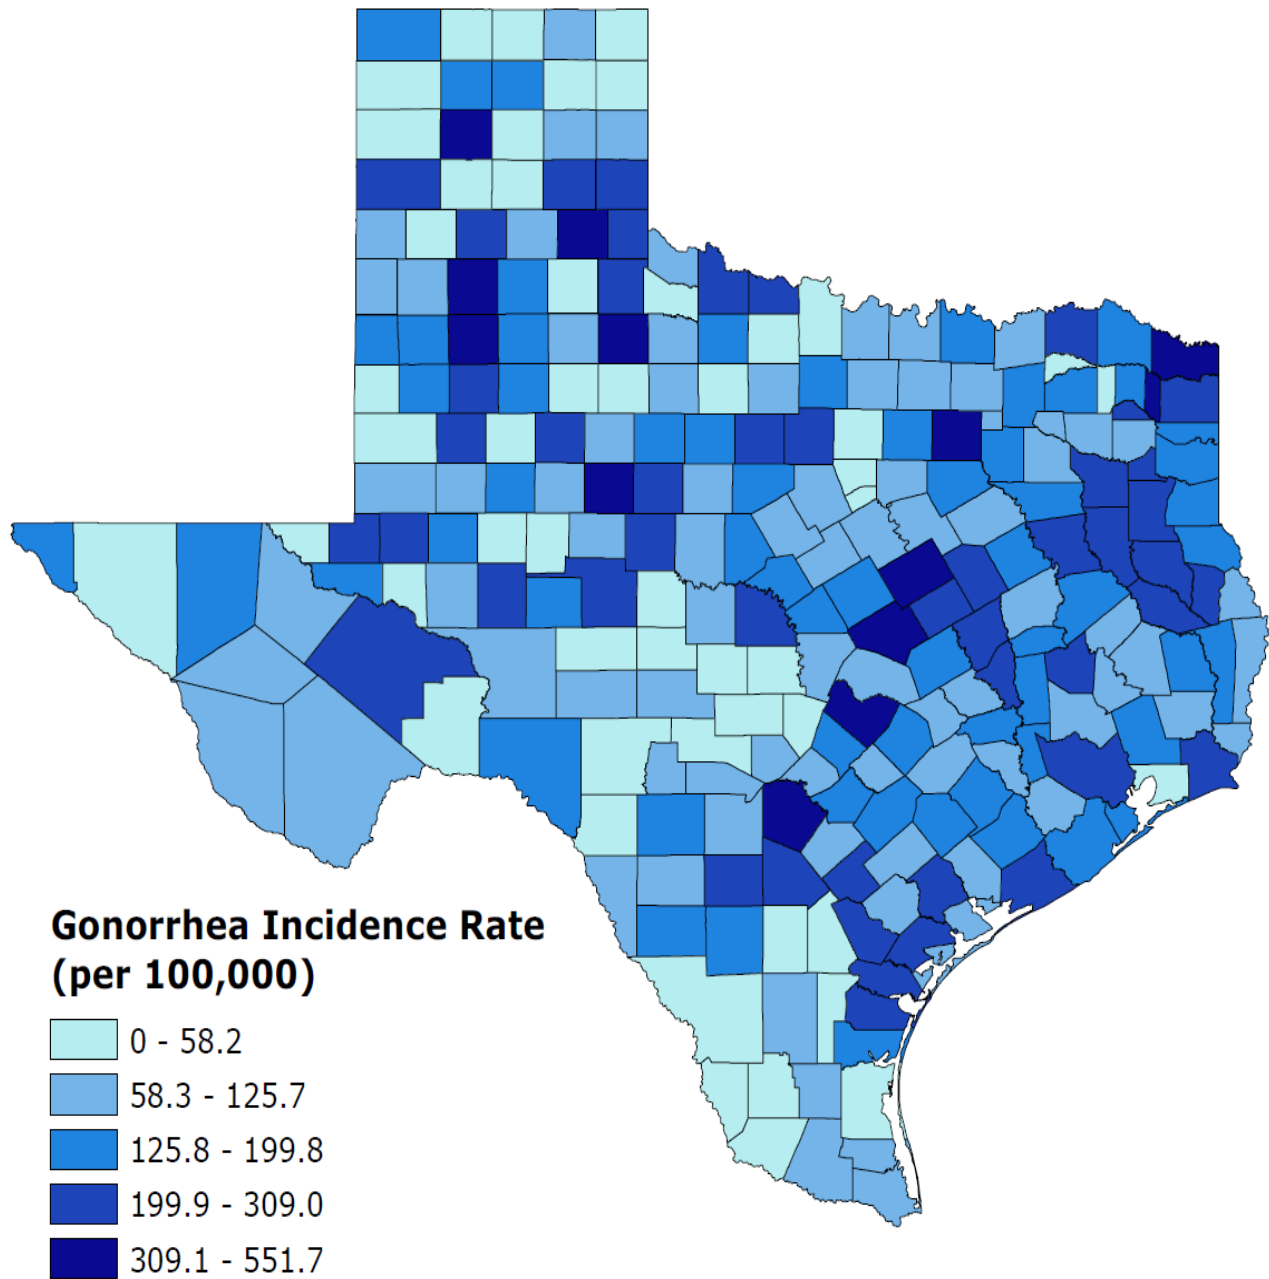 Gonorrhea Incidence Rate
(per 100,000)
0 - 58.2
58.3 - 125.7
125.8 - 199.8
199.9 - 309.0
309.1 - 551.7